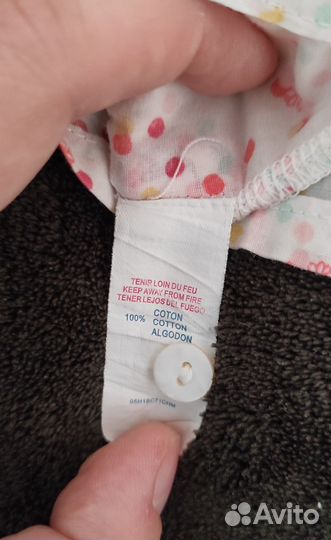 TENIR LOIN DU FEU
KEEP AWAY FROM FIRE
TENER LEJOS DEL FUEGO
COTON
100% COTTON
ALGODON
Avito